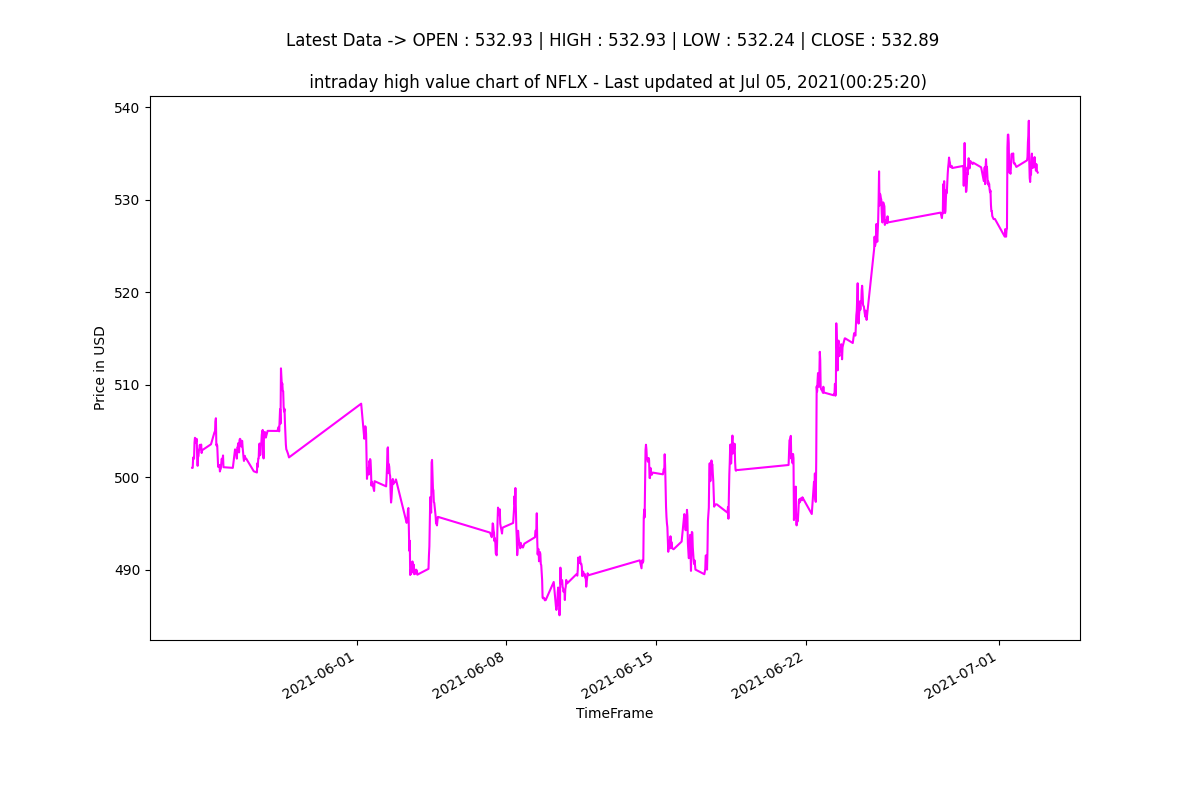 Latest Data -> OPEN : 532.93 | HIGH : 532.93 | LOW : 532.24 | CLOSE : 532.89
intraday high value chart of NFLX - Last updated at Jul 05, 2021(00:25:20)
540
530
520
510
500
490
Price in USD
2021-06-01
2021-06-08
2021-06-15
2021-06-22
2021-07-01
TimeFrame